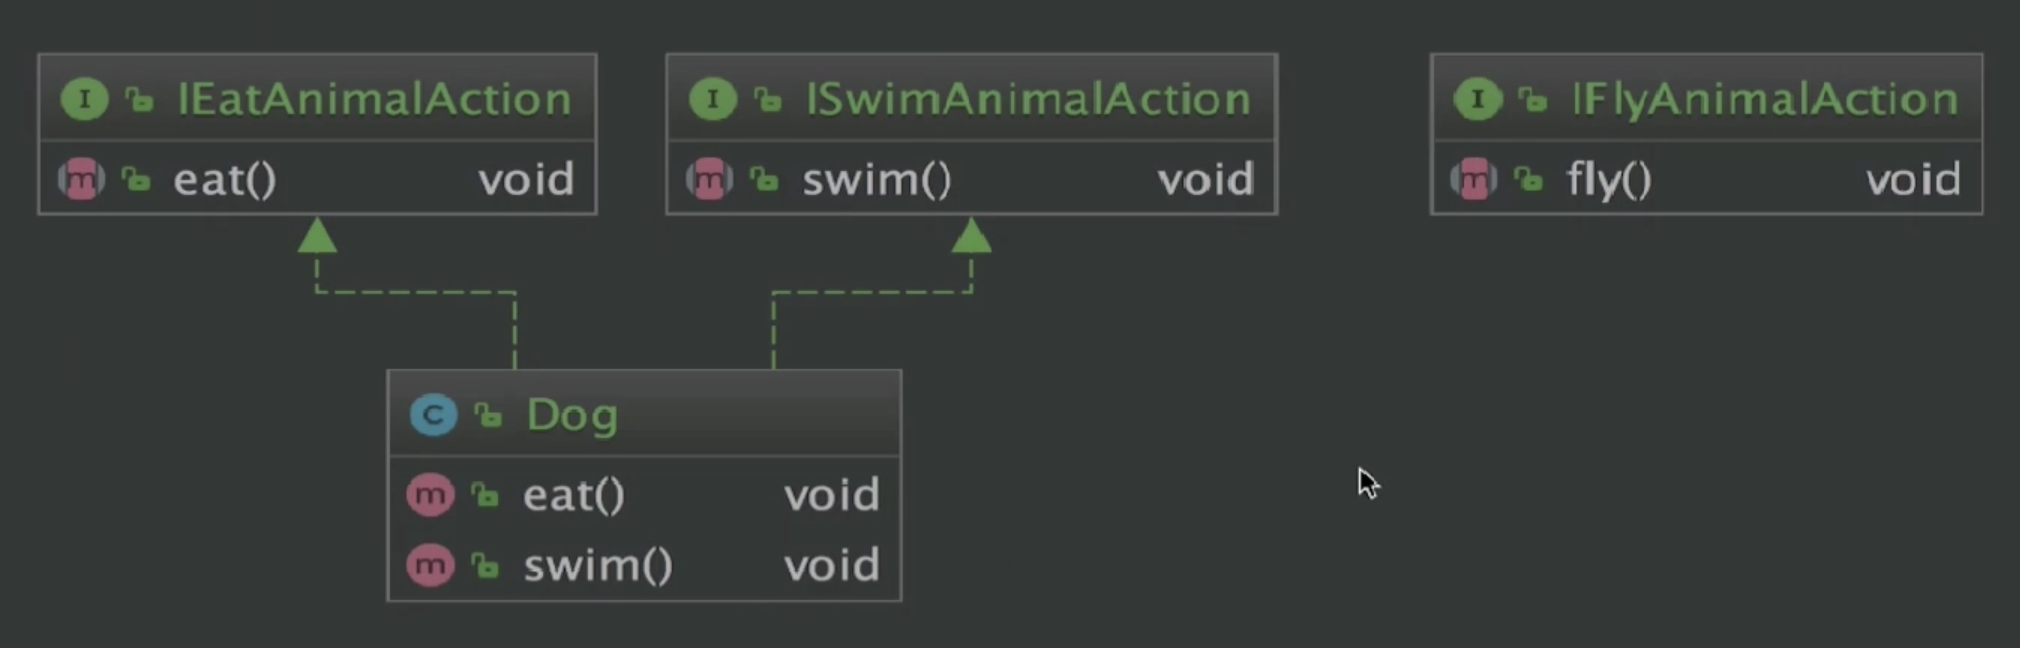 I IEatAnimalAction
m eat() void
I ISwimAnimalAction
m swim() void
I IFlyAnimalAction
m fly() void
C Dog
m eat() void
m swim() void